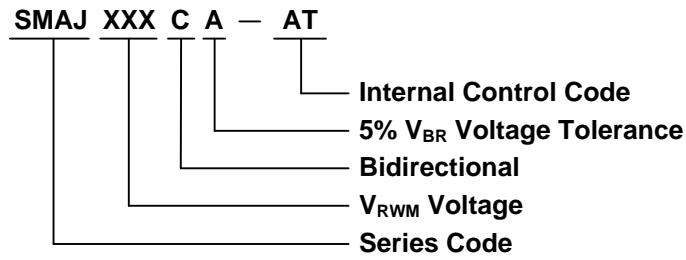 SMAJ XXX C A — AT
Internal Control Code
5% VBR Voltage Tolerance
Bidirectional
VRWM Voltage
Series Code